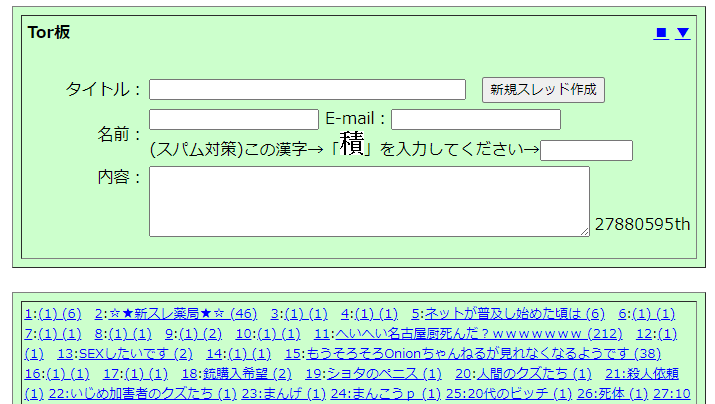 Tor板 ■ ▼
タイトル： 新規スレッド作成
名前： E-mail：
(スパム対策)この漢字→「積」を入力してください→
内容： 27880595th
1:(1) (6) 2:☆★新スレ薬局★☆ (46) 3:(1) (1) 4:(1) (1) 5:ネットが普及し始めた頃は (6) 6:(1) (1)
7:(1) (1) 8:(1) (1) 9:(1) (2) 10:(1) (1) 11:へいへい名古屋厨死んだ？ｗｗｗｗｗｗｗ (212) 12:(1)
(1) 13:SEXしたいです (2) 14:(1) (1) 15:もうそろそろOnionちゃんねるが見れなくなるようです (38)
16:(1) (1) 17:(1) (1) 18:銃購入希望 (2) 19:ショタのペニス (1) 20:人間のクズたち (1) 21:殺人依頼
(1) 22:いじめ加害者のクズたち (1) 23:まんげ (1) 24:まんこうｐ (1) 25:20代のビッチ (1) 26:死体 (1) 27:10